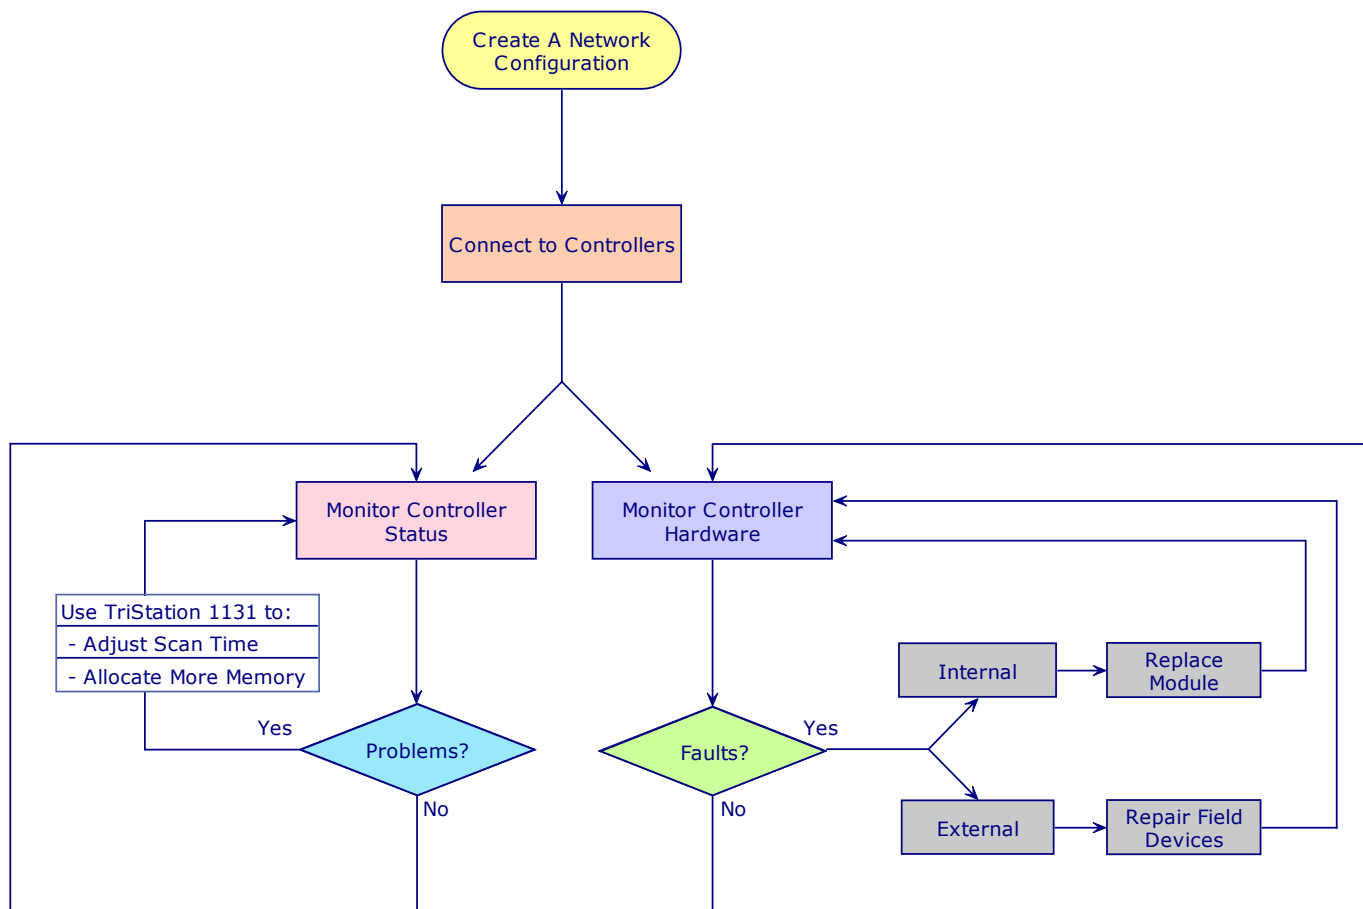 Create A Network
Configuration
Connect to Controllers
Monitor Controller
Status
Monitor Controller
Hardware
Use TriStation 1131 to:
- Adjust Scan Time
- Allocate More Memory
Internal
Replace
Module
Yes
Problems?
No
Yes
Faults?
No
External
Repair Field
Devices